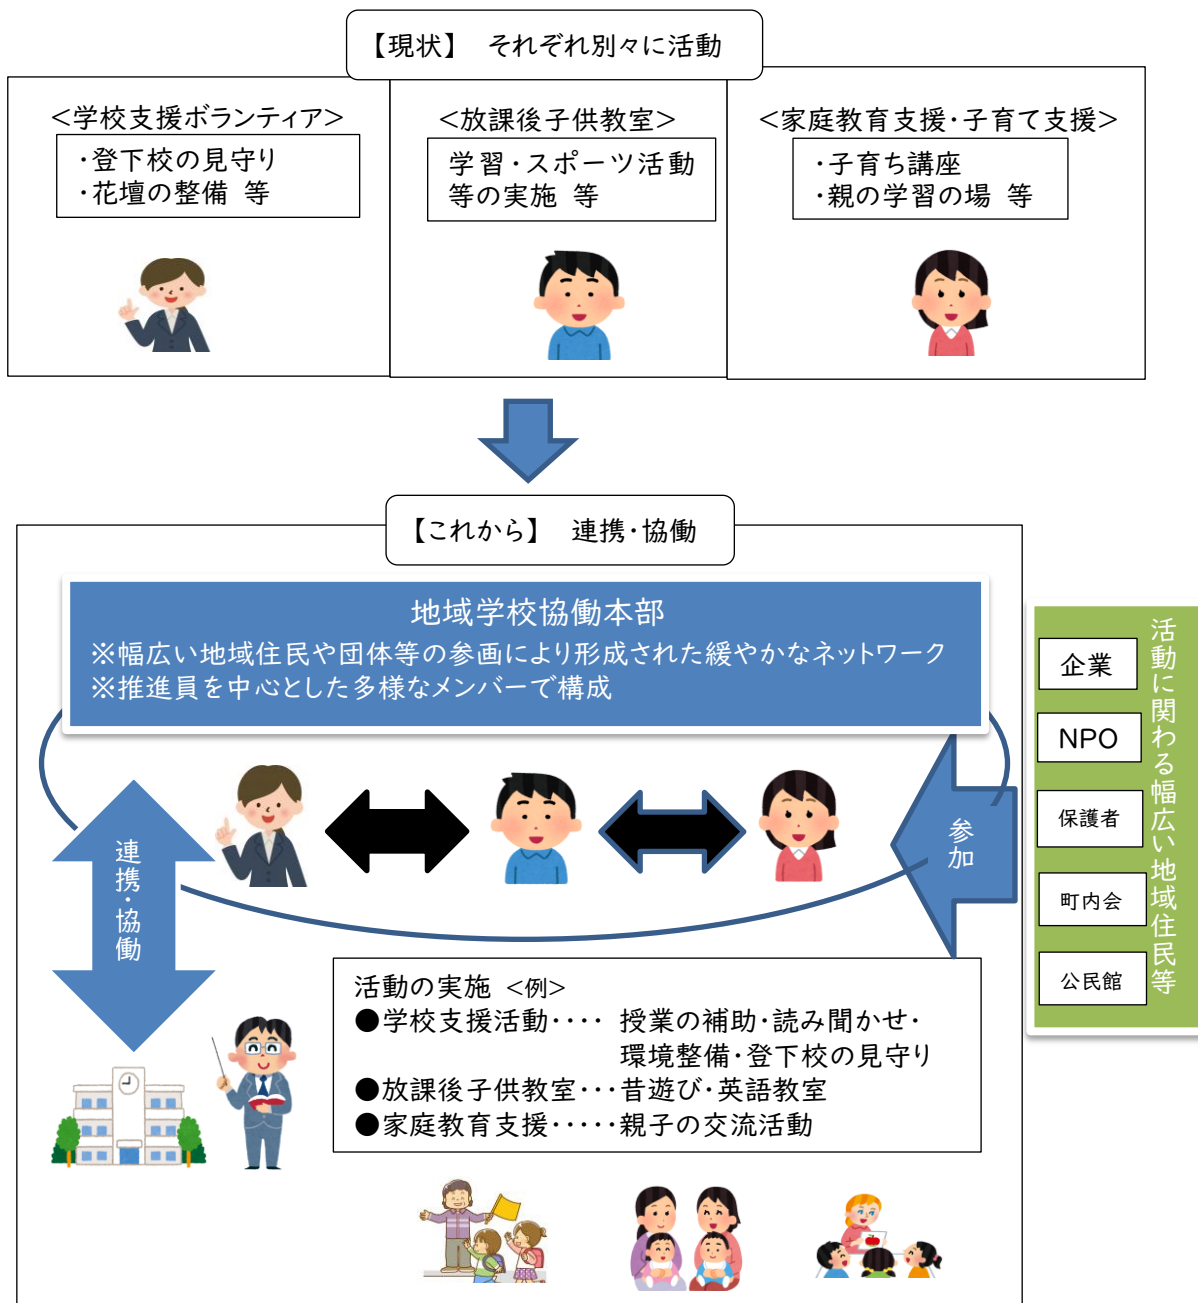 【現状】 それぞれ別々に活動
<学校支援ボランティア>
・登下校の見守り
・花壇の整備 等
<放課後子供教室>
学習・スポーツ活動
等の実施 等
<家庭教育支援・子育て支援>
・子育ち講座
・親の学習の場 等
【これから】 連携・協働
地域学校協働本部
※幅広い地域住民や団体等の参画により形成された緩やかなネットワーク
※推進員を中心とした多様なメンバーで構成
連携・協働
参加
活動に関わる幅広い地域住民等
企業
NPO
保護者
町内会
公民館
活動の実施 <例>
●学校支援活動・・・・ 授業の補助・読み聞かせ・
環境整備・登下校の見守り
●放課後子供教室・・・昔遊び・英語教室
●家庭教育支援・・・・・親子の交流活動